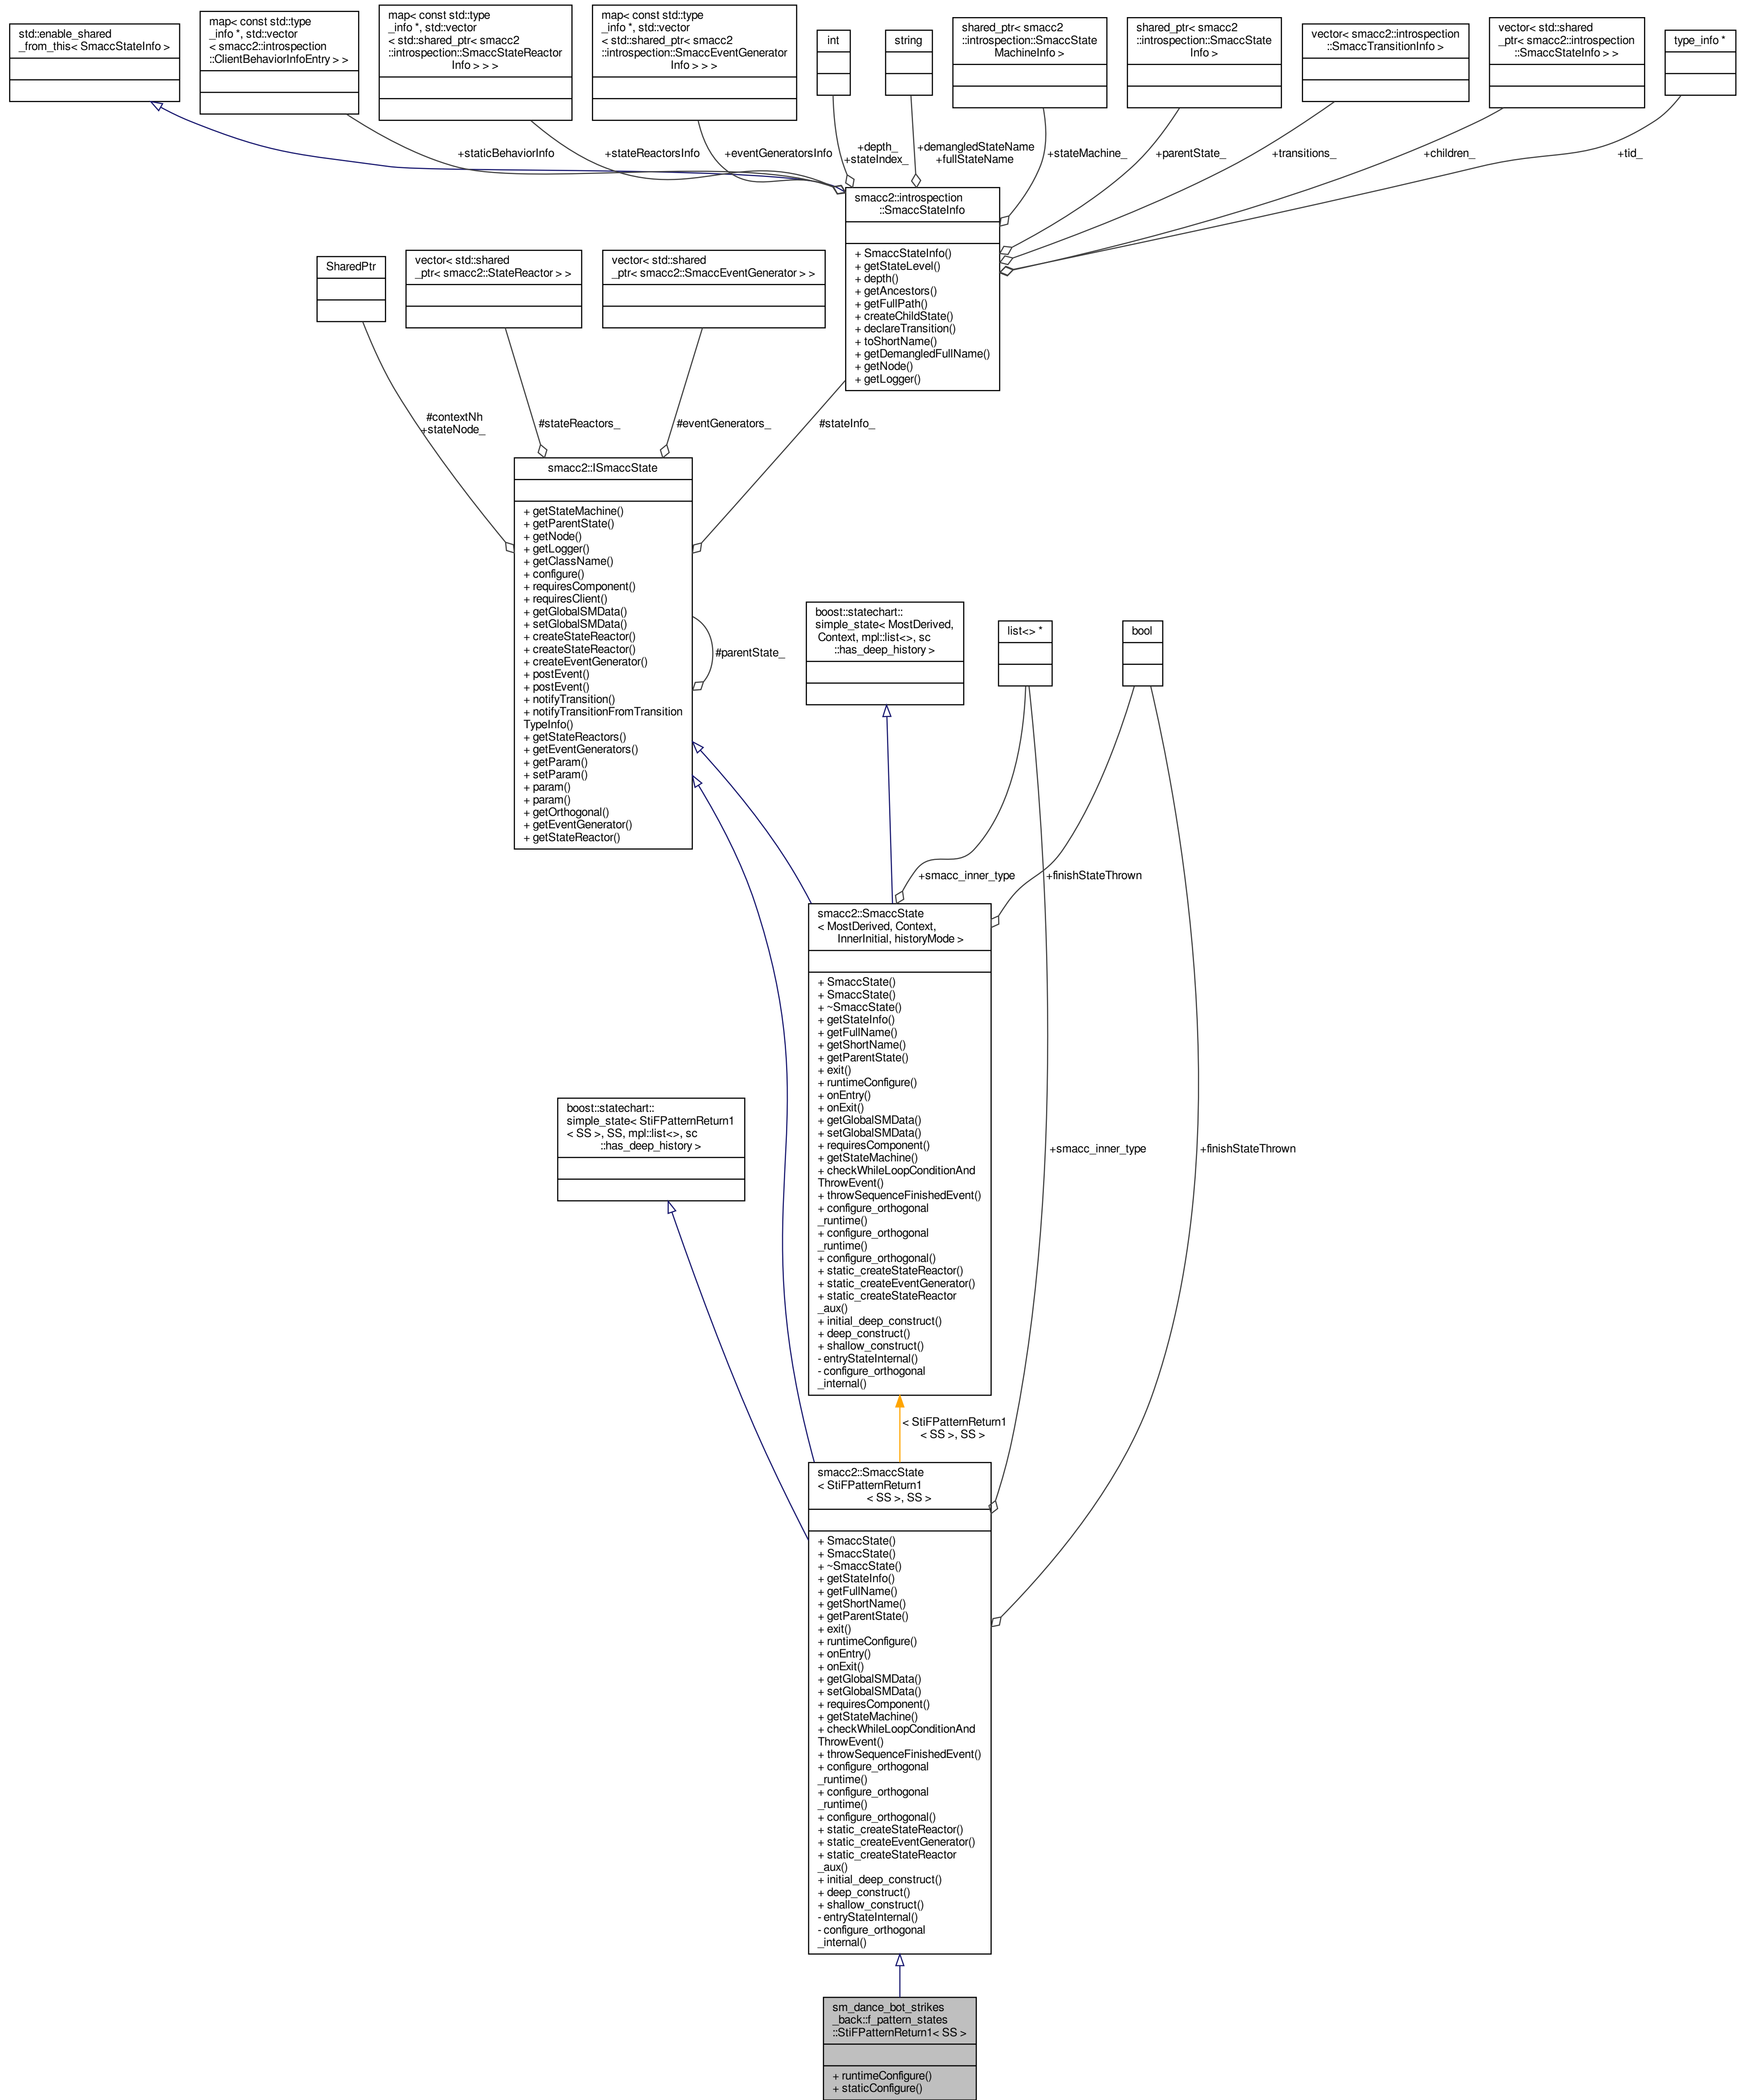 std::enable_shared
_from_this< SmaccStateInfo >
map< const std::type
_info *, std::vector
< smacc2::introspection
::ClientBehaviorInfoEntry > >
map< const std::type
_info *, std::vector
< std::shared_ptr< smacc2
::introspection::SmaccStateReactor
Info > > >
map< const std::type
_info *, std::vector
< std::shared_ptr< smacc2
::introspection::SmaccEventGenerator
Info > > >
int
string
shared_ptr< smacc2
::introspection::SmaccState
MachineInfo >
shared_ptr< smacc2
::introspection::SmaccState
Info >
vector< smacc2::introspection
::SmaccTransitionInfo >
vector< std::shared
_ptr< smacc2::introspection
::SmaccStateInfo > >
type_info *
+staticBehaviorInfo
+stateReactorsInfo
+eventGeneratorsInfo
+depth_
+stateIndex_
+demangledStateName
+fullStateName
+stateMachine_
+parentState_
+transitions_
+children_
+tid_
smacc2::introspection
::SmaccStateInfo
+ SmaccStateInfo()
+ getStateLevel()
+ depth()
+ getAncestors()
+ getFullPath()
+ createChildState()
+ declareTransition()
+ toShortName()
+ getDemangledFullName()
+ getNode()
+ getLogger()
SharedPtr
vector< std::shared
_ptr< smacc2::StateReactor > >
vector< std::shared
_ptr< smacc2::SmaccEventGenerator > >
#contextNh
+stateNode_
#stateReactors_
#eventGenerators_
#stateInfo_
smacc2::ISmaccState
+ getStateMachine()
+ getParentState()
+ getNode()
+ getLogger()
+ getClassName()
+ configure()
+ requiresComponent()
+ requiresClient()
+ getGlobalSMData()
+ setGlobalSMData()
+ createStateReactor()
+ createStateReactor()
+ createEventGenerator()
+ postEvent()
+ postEvent()
+ notifyTransition()
+ notifyTransitionFromTransition
TypeInfo()
+ getStateReactors()
+ getEventGenerators()
+ getParam()
+ setParam()
+ param()
+ param()
+ getOrthogonal()
+ getEventGenerator()
+ getStateReactor()
#parentState_
boost::statechart::
simple_state< MostDerived,
Context, mpl::list<>, sc
::has_deep_history >
list<> *
bool
+smacc_inner_type
+finishStateThrown
smacc2::SmaccState
< MostDerived, Context,
InnerInitial, historyMode >
+ SmaccState()
+ SmaccState()
+ ~SmaccState()
+ getStateInfo()
+ getFullName()
+ getShortName()
+ getParentState()
+ exit()
+ runtimeConfigure()
+ onEntry()
+ onExit()
+ getGlobalSMData()
+ setGlobalSMData()
+ requiresComponent()
+ getStateMachine()
+ checkWhileLoopConditionAnd
ThrowEvent()
+ throwSequenceFinishedEvent()
+ configure_orthogonal
_runtime()
+ configure_orthogonal
_runtime()
+ configure_orthogonal()
+ static_createStateReactor()
+ static_createEventGenerator()
+ static_createStateReactor
_aux()
+ initial_deep_construct()
+ deep_construct()
+ shallow_construct()
- entryStateInternal()
- configure_orthogonal
_internal()
boost::statechart::
simple_state< StiFPatternReturn1
< SS >, SS, mpl::list<>, sc
::has_deep_history >
+smacc_inner_type
+finishStateThrown
< StiFPatternReturn1
< SS >, SS >
smacc2::SmaccState
< StiFPatternReturn1
< SS >, SS >
+ SmaccState()
+ SmaccState()
+ ~SmaccState()
+ getStateInfo()
+ getFullName()
+ getShortName()
+ getParentState()
+ exit()
+ runtimeConfigure()
+ onEntry()
+ onExit()
+ getGlobalSMData()
+ setGlobalSMData()
+ requiresComponent()
+ getStateMachine()
+ checkWhileLoopConditionAnd
ThrowEvent()
+ throwSequenceFinishedEvent()
+ configure_orthogonal
_runtime()
+ configure_orthogonal
_runtime()
+ configure_orthogonal()
+ static_createStateReactor()
+ static_createEventGenerator()
+ static_createStateReactor
_aux()
+ initial_deep_construct()
+ deep_construct()
+ shallow_construct()
- entryStateInternal()
- configure_orthogonal
_internal()
sm_dance_bot_strikes
_back::f_pattern_states
::StiFPatternReturn1< SS >
+ runtimeConfigure()
+ staticConfigure()